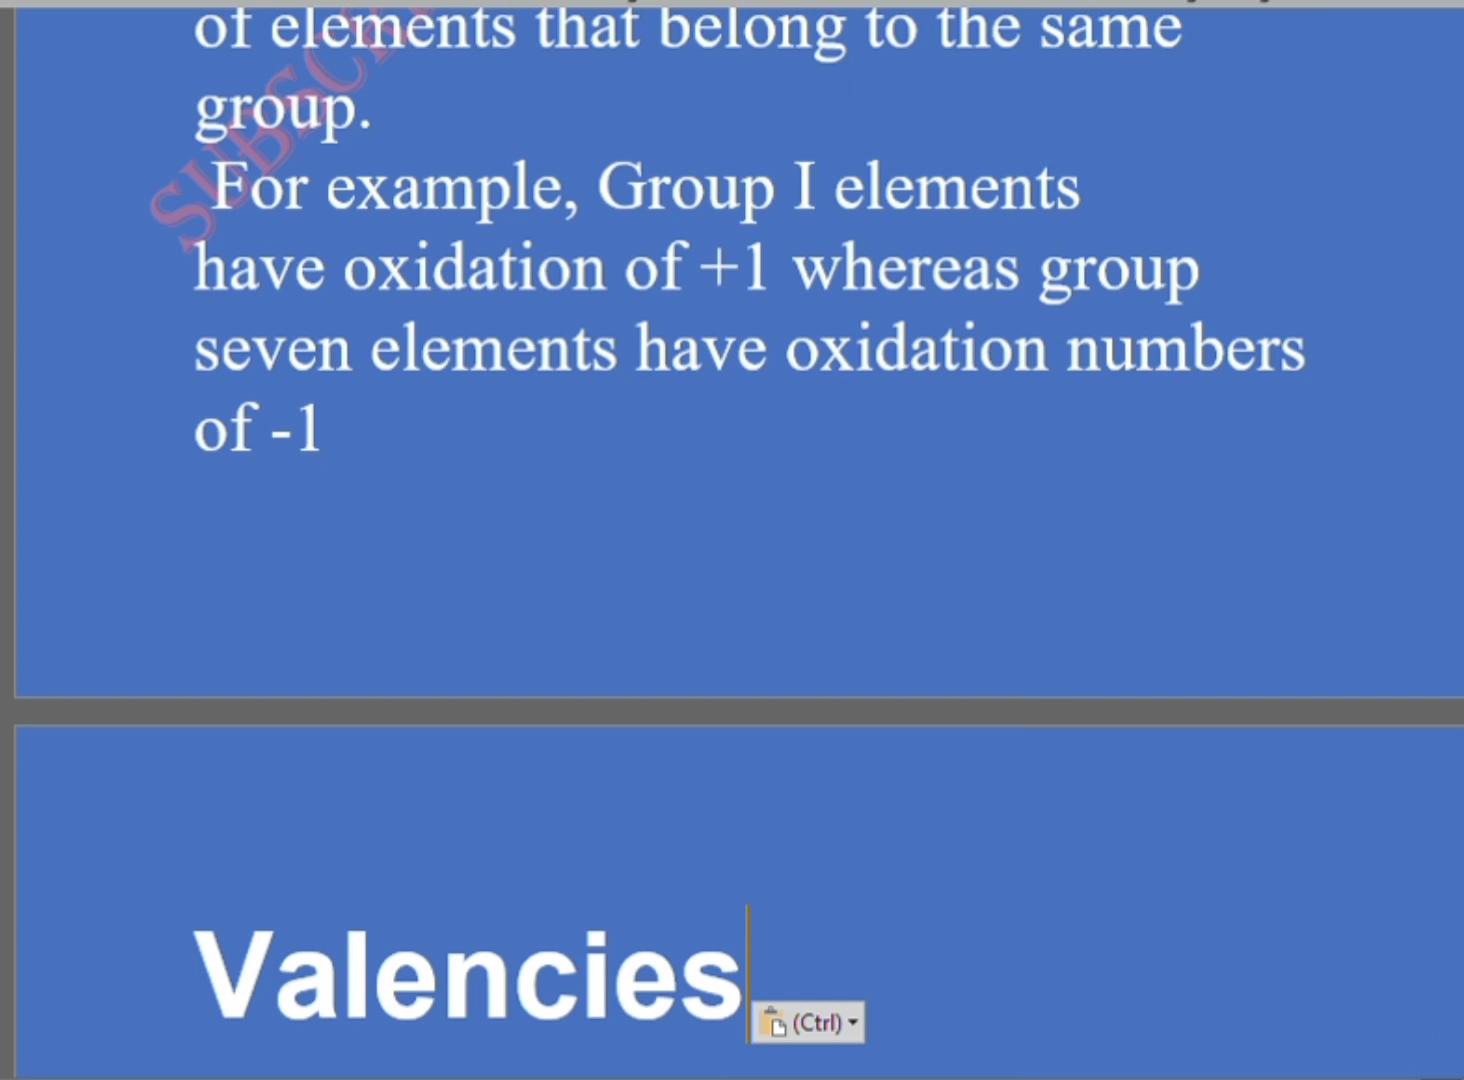 of elements that belong to the same
group.
For example, Group I elements
have oxidation of +1 whereas group
seven elements have oxidation numbers
of -1
Valencies
(Ctrl)